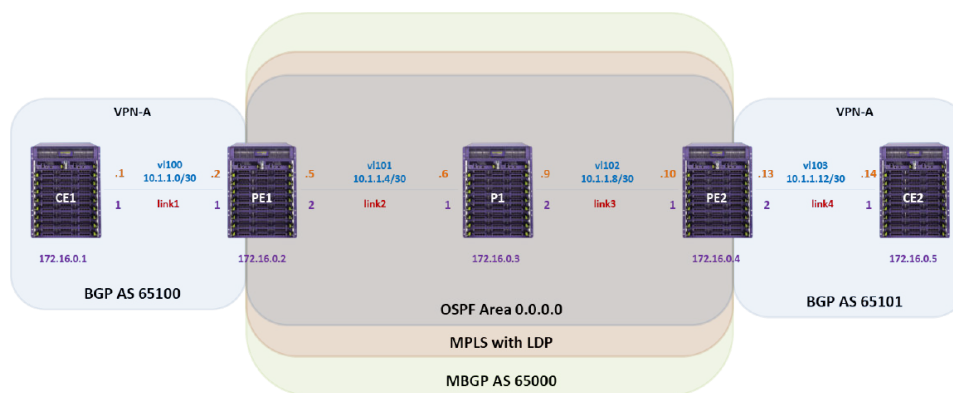 VPN-A
VPN-A
vl100
10.1.1.0/30
.1
.2
link1
1
1
CE1
PE1
172.16.0.1
172.16.0.2
BGP AS 65100
vl101
10.1.1.4/30
.5
.6
link2
2
1
P1
172.16.0.3
vl102
10.1.1.8/30
.9
.10
link3
2
1
PE2
172.16.0.4
vl103
10.1.1.12/30
.13
.14
link4
2
1
CE2
172.16.0.5
BGP AS 65101
OSPF Area 0.0.0.0
MPLS with LDP
MBGP AS 65000